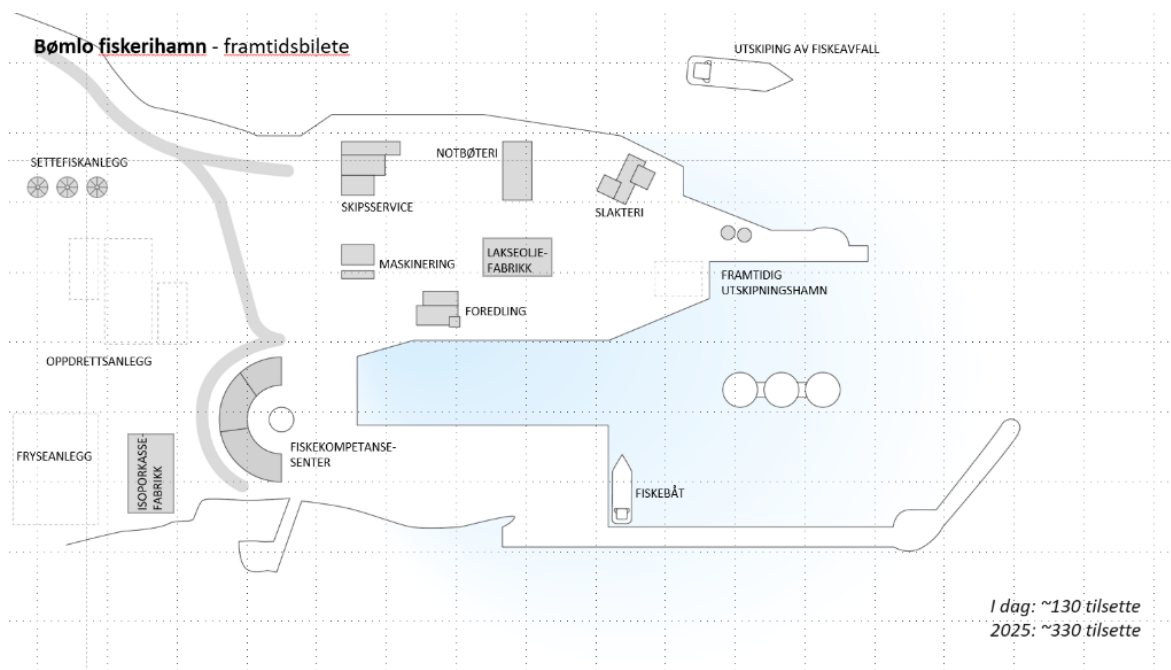 Bømlo fiskerihamn - framtidsbilete
UTSKIPING AV FISKEAVFALL
SETTEFISKANLEGG
NOTBØTERI
SKIPSSERVICE
SLAKTERI
MASKINERING
LAKSEOLJE-
FABRIKK
FRAMTIDIG
UTSKIPNINGSHAMN
FOREDLING
OPPDRETTSANLEGG
FRYSEANLEGG
ISOPORKASSE-
FABRIKK
FISKEKOMPETANSE-
SENTER
FISKEBÅT
I dag: ~130 tilsette
2025: ~330 tilsette